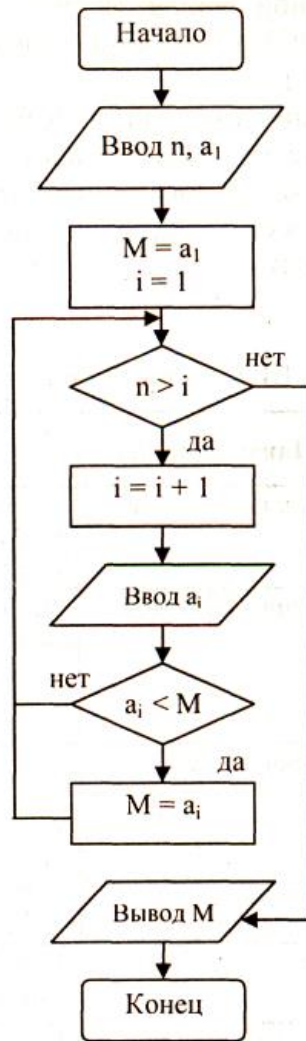 Начало
Ввод n, a₁
M = a₁
i = 1
n > i
нет
да
i = i + 1
Ввод aᵢ
нет
aᵢ < M
да
M = aᵢ
Вывод M
Конец